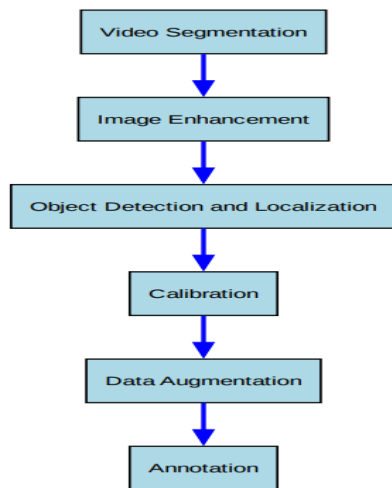 Video Segmentation
Image Enhancement
Object Detection and Localization
Calibration
Data Augmentation
Annotation